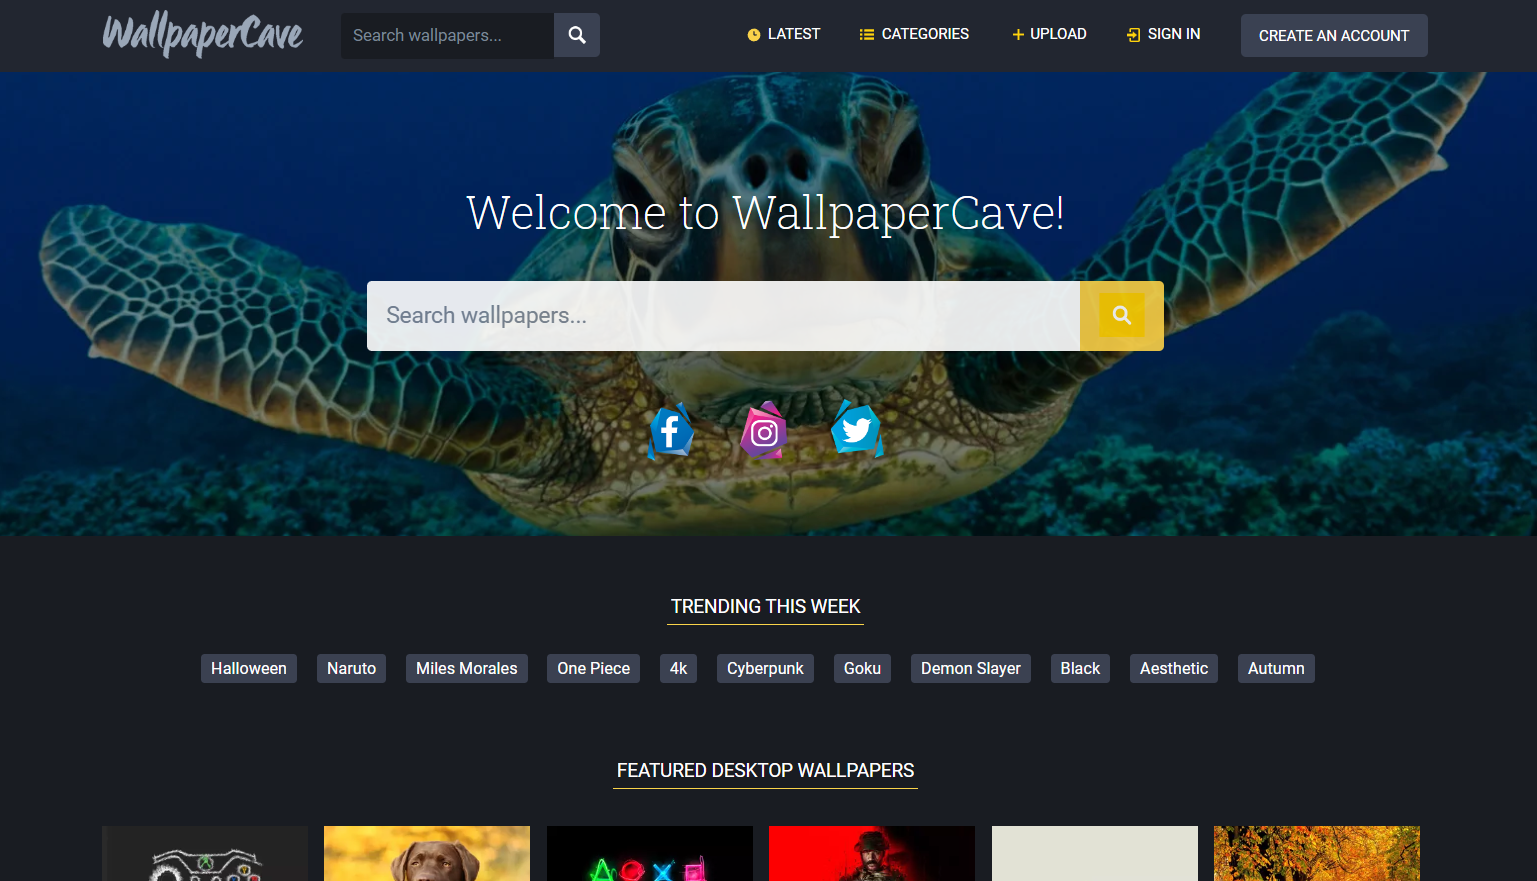 WallpaperCave
Search wallpapers...
LATEST
CATEGORIES
UPLOAD
SIGN IN
CREATE AN ACCOUNT
Welcome to WallpaperCave!
Search wallpapers...
TRENDING THIS WEEK
Halloween
Naruto
Miles Morales
One Piece
4k
Cyberpunk
Goku
Demon Slayer
Black
Aesthetic
Autumn
FEATURED DESKTOP WALLPAPERS